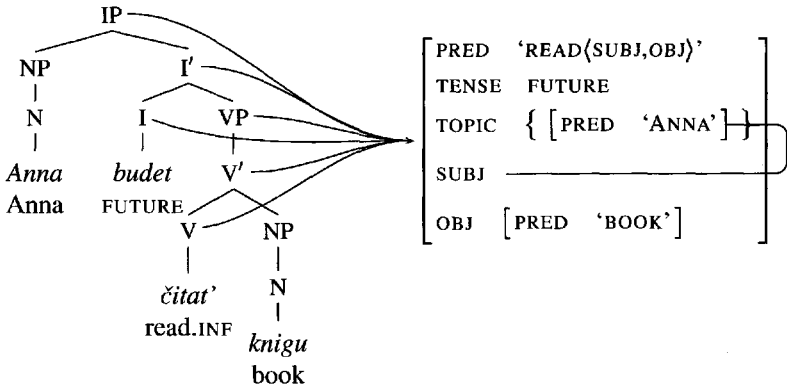 IP
PRED ‘READ⟨SUBJ,OBJ⟩’
NP I′
TENSE FUTURE
N I VP
TOPIC { [PRED ‘ANNA’] }
Anna budet V′
SUBJ
Anna FUTURE
V NP
OBJ [PRED ‘BOOK’]
čitat’ N
read.INF
knigu
book